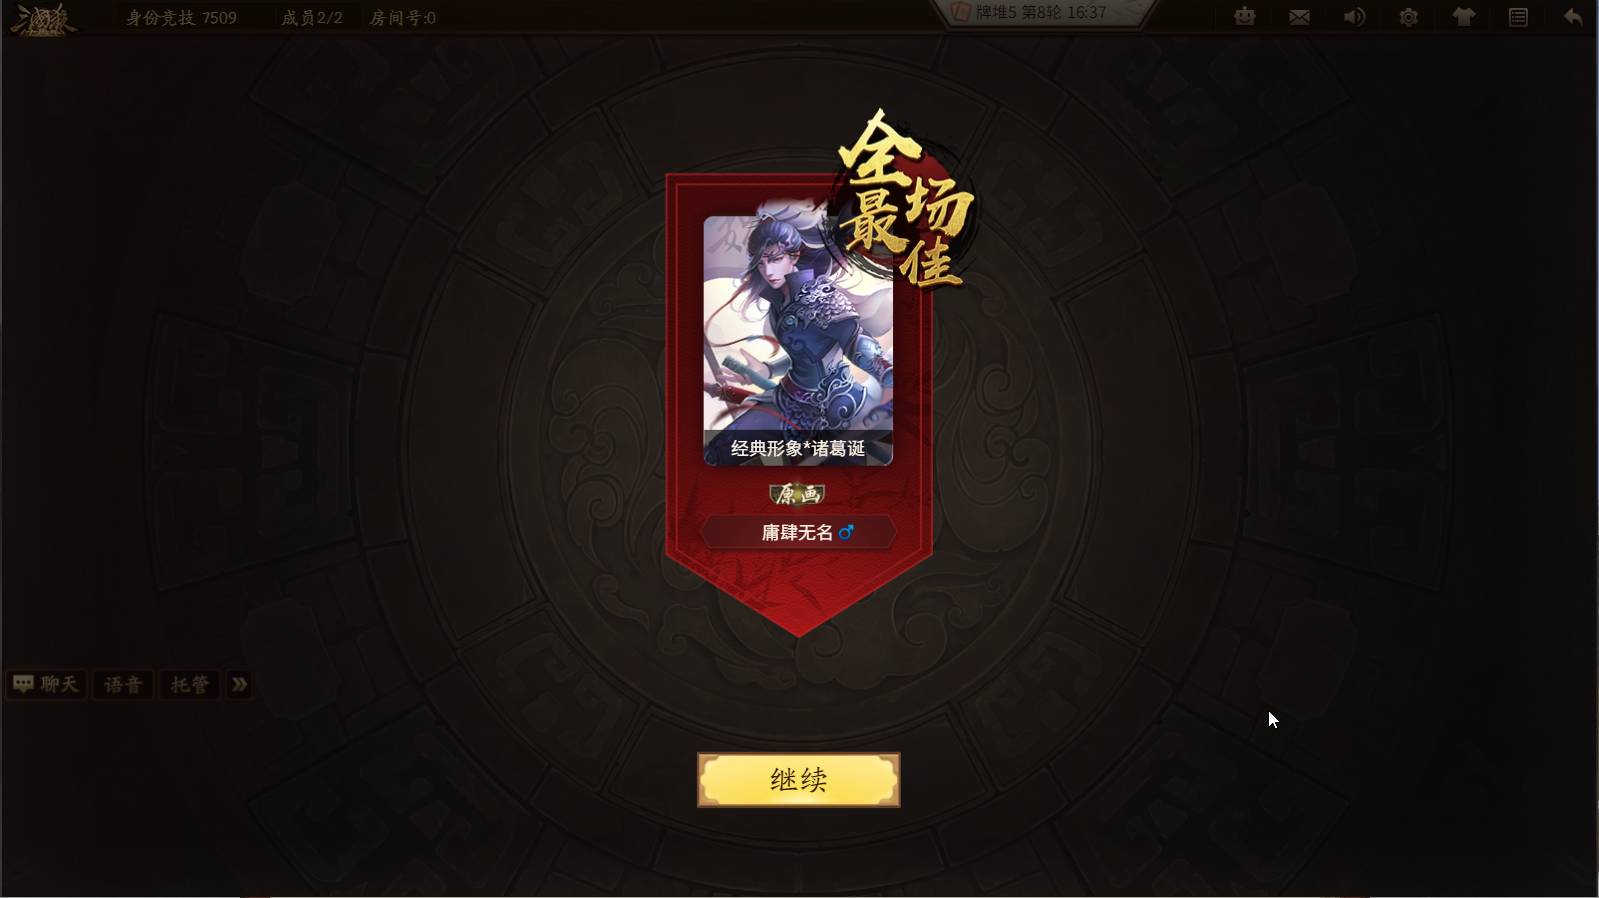 身份竞技 7509 成员2/2 房间号:0
牌堆5 第8轮 16:37
全场最佳
经典形象*诸葛诞
原画
庸肆无名
聊天 语音 托管
继续